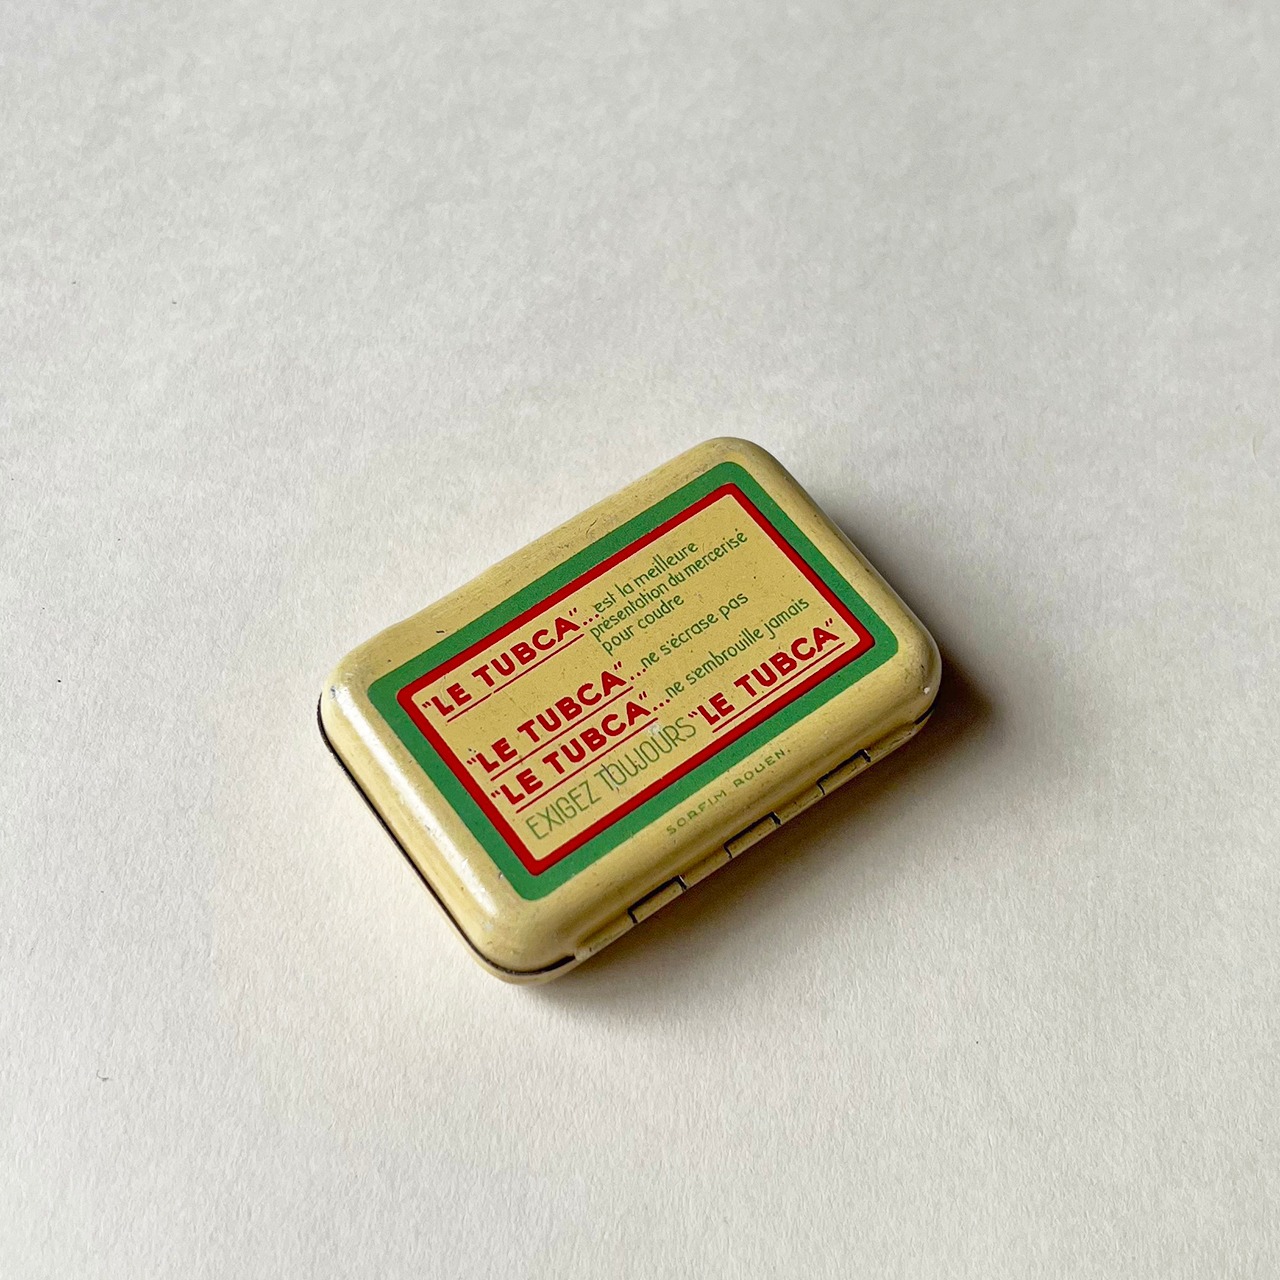 "LE TUBCA"...est la meilleure
présentation du mercerisé
pour coudre
"LE TUBCA"...ne s'écrase pas
"LE TUBCA"...ne s'embrouille jamais
EXIGEZ TOUJOURS "LE TUBCA"
SOREIM ROUEN.